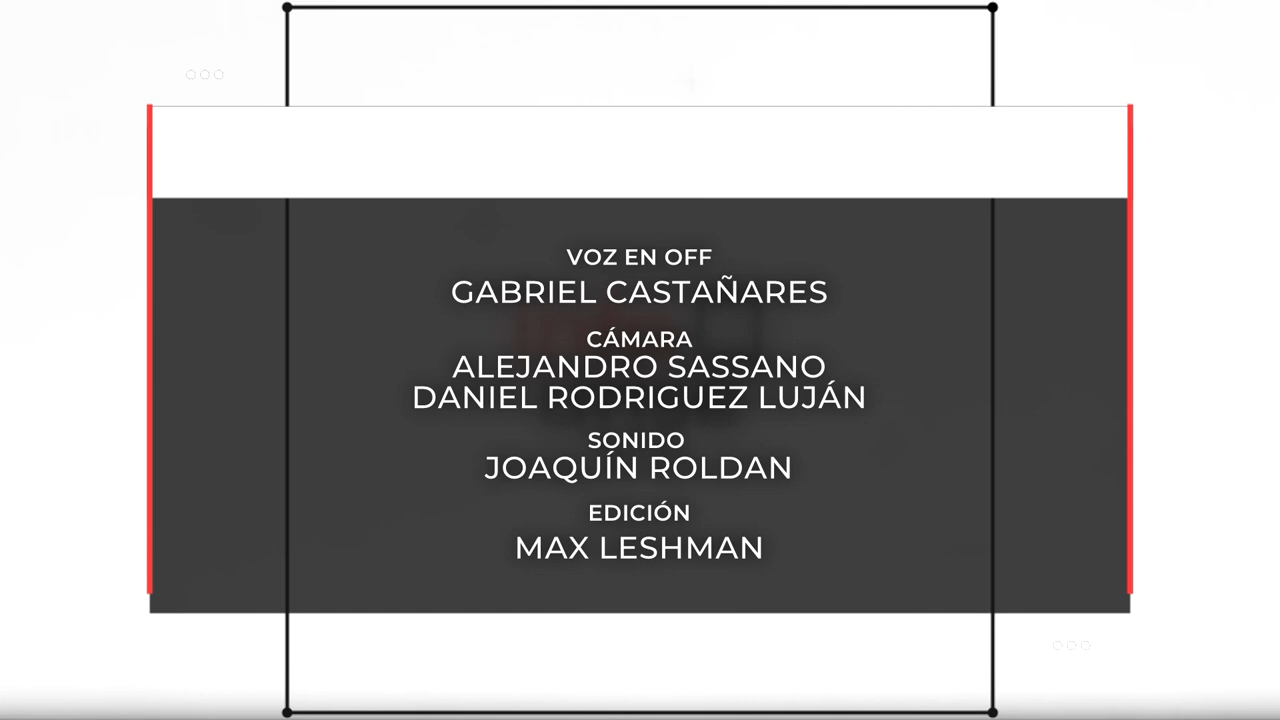 VOZ EN OFF
GABRIEL CASTAÑARES
CÁMARA
ALEJANDRO SASSANO
DANIEL RODRIGUEZ LUJÁN
SONIDO
JOAQUÍN ROLDAN
EDICIÓN
MAX LESHMAN